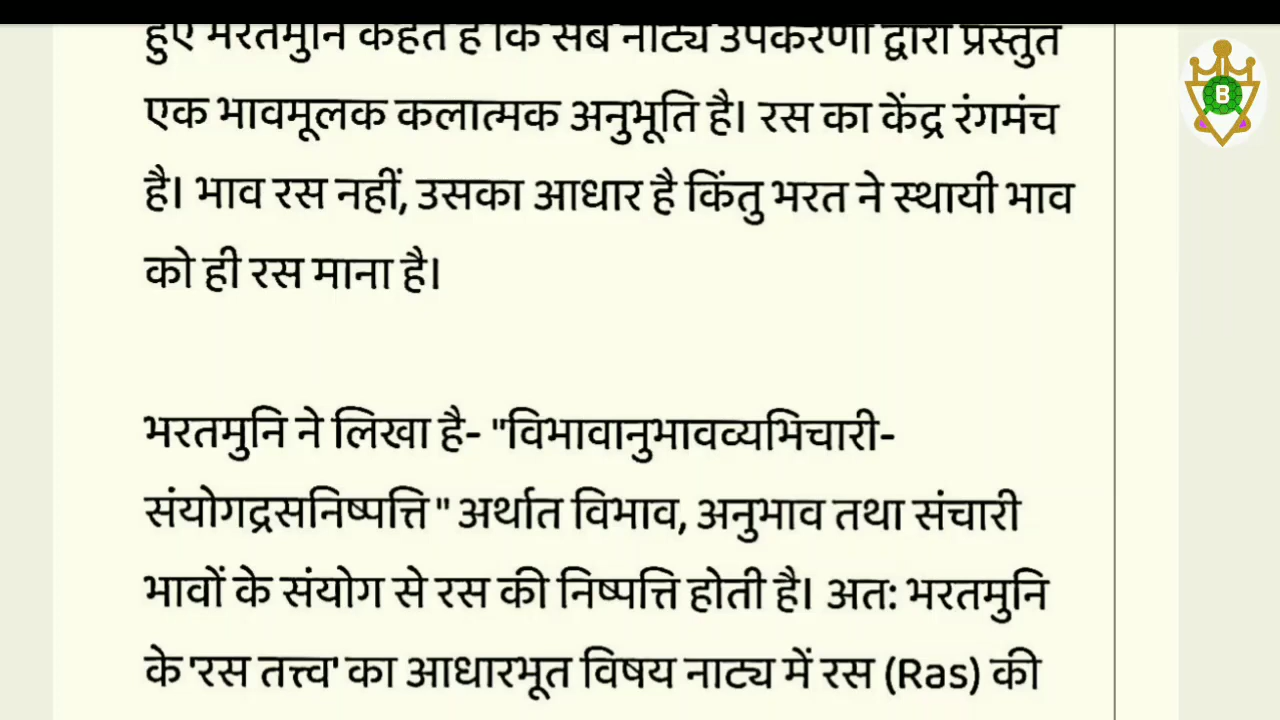 हुए भरतमुनि कहते हैं कि सब नाट्य उपकरणों द्वारा प्रस्तुत
एक भावमूलक कलात्मक अनुभूति है। रस का केंद्र रंगमंच
है। भाव रस नहीं, उसका आधार है किंतु भरत ने स्थायी भाव
को ही रस माना है।
भरतमुनि ने लिखा है- "विभावानुभावव्यभिचारी-
संयोगद्रसनिष्पत्ति" अर्थात विभाव, अनुभाव तथा संचारी
भावों के संयोग से रस की निष्पत्ति होती है। अत: भरतमुनि
के 'रस तत्त्व' का आधारभूत विषय नाट्य में रस (Ras) की
B